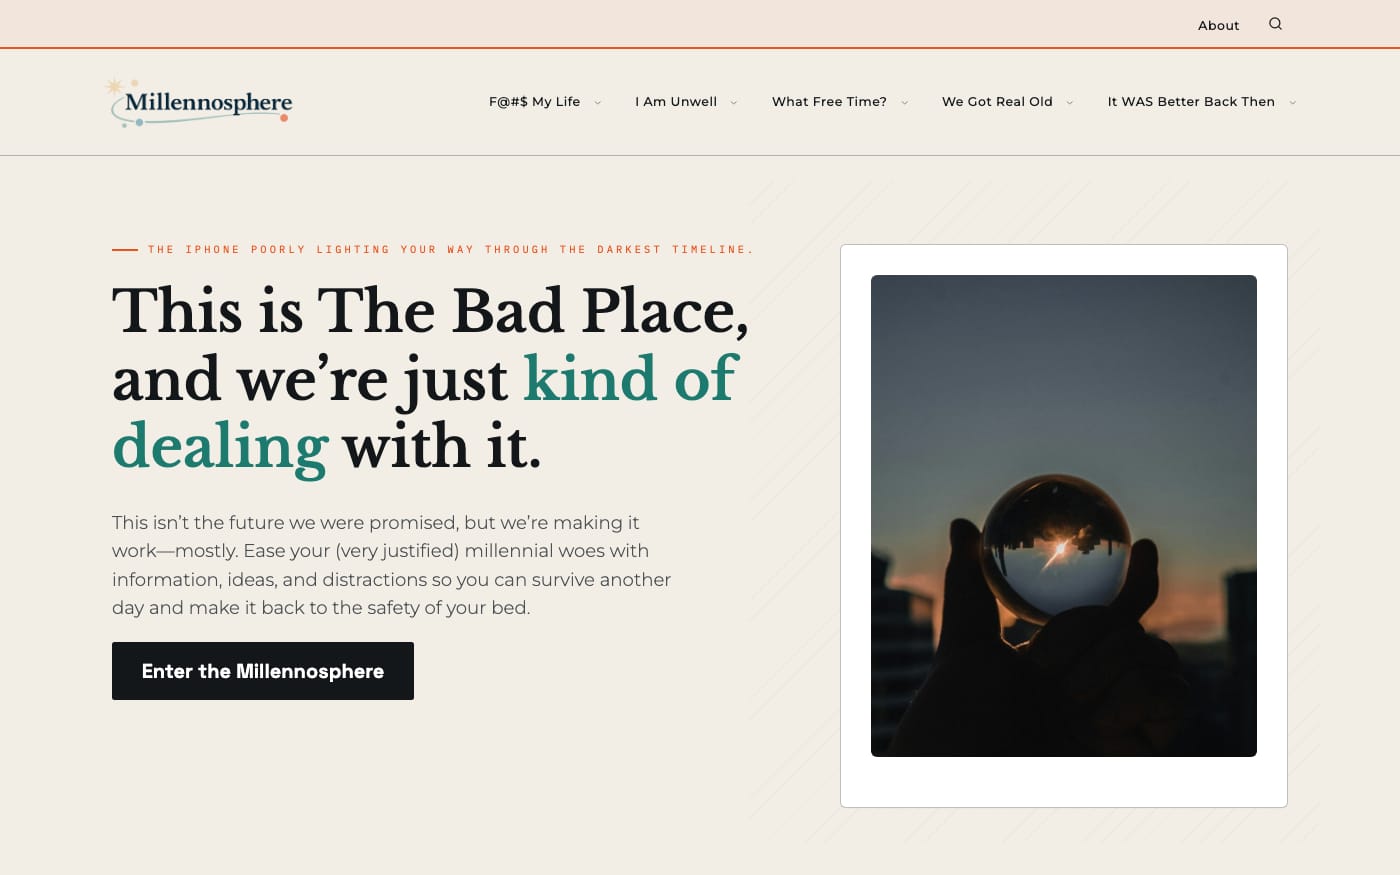 About
Millennosphere
F@#$ My Life
I Am Unwell
What Free Time?
We Got Real Old
It WAS Better Back Then
THE IPHONE POORLY LIGHTING YOUR WAY THROUGH THE DARKEST TIMELINE.
This is The Bad Place,
and we’re just kind of
dealing with it.
This isn’t the future we were promised, but we’re making it
work—mostly. Ease your (very justified) millennial woes with
information, ideas, and distractions so you can survive another
day and make it back to the safety of your bed.
Enter the Millennosphere